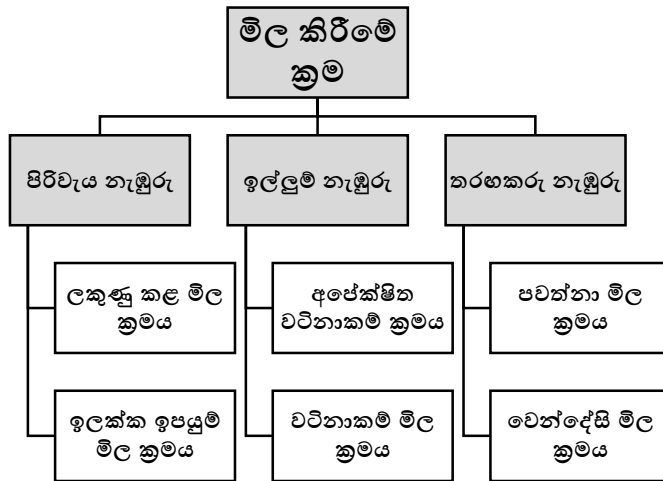 මිල කිරීමේ
ක්‍රම
පිරිවැය නැඹුරු
ඉල්ලුම් නැඹුරු
තරඟකරු නැඹුරු
ලකුණු කළ මිල
ක්‍රමය
අපේක්ෂිත
වටිනාකම් ක්‍රමය
පවත්නා මිල
ක්‍රමය
ඉලක්ක ඉපයුම්
මිල ක්‍රමය
වටිනාකම් මිල
ක්‍රමය
වෙන්දේසි මිල
ක්‍රමය